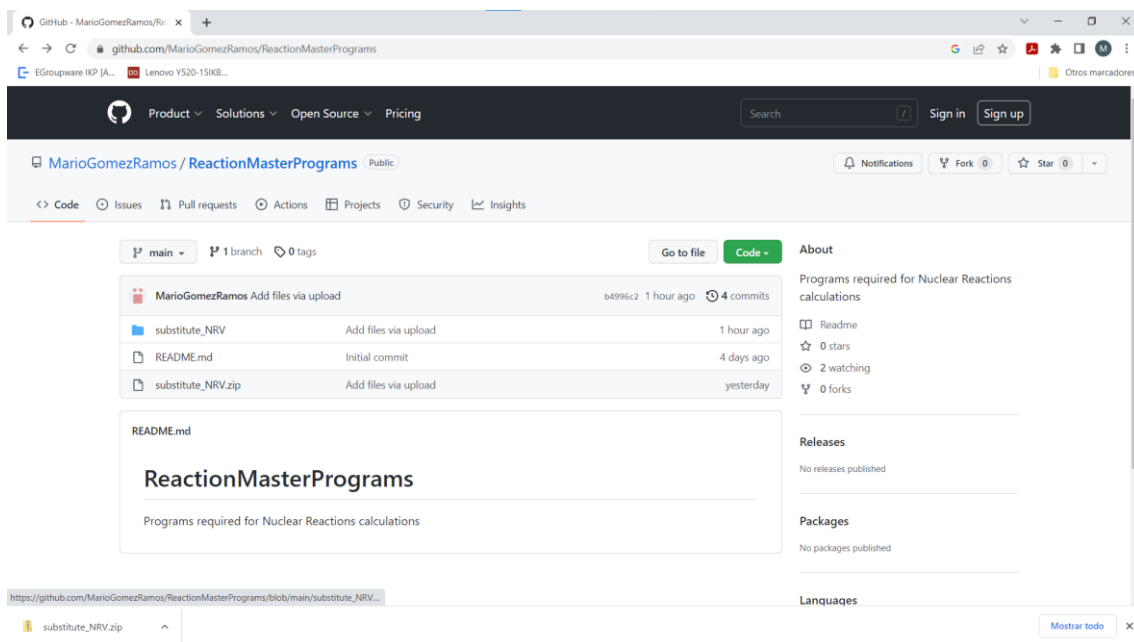 GitHub - MarioGomezRamos/Re
github.com/MarioGomezRamos/ReactionMasterPrograms
EGroupware IKP [A... Lenovo Y520-15IKB... Otros marcadores
Product Solutions Open Source Pricing Search / Sign in Sign up
MarioGomezRamos / ReactionMasterPrograms Public Notifications Fork 0 Star 0
Code Issues Pull requests Actions Projects Security Insights
main 1 branch 0 tags Go to file Code
MarioGomezRamos Add files via upload b4996c2 1 hour ago 4 commits
substitute_NRV Add files via upload 1 hour ago
README.md Initial commit 4 days ago
substitute_NRV.zip Add files via upload yesterday
README.md
ReactionMasterPrograms
Programs required for Nuclear Reactions calculations
About
Programs required for Nuclear Reactions
calculations
Readme
0 stars
2 watching
0 forks
Releases
No releases published
Packages
No packages published
Languages
https://github.com/MarioGomezRamos/ReactionMasterPrograms/blob/main/substitute_NRV...
substitute_NRV.zip Mostrar todo